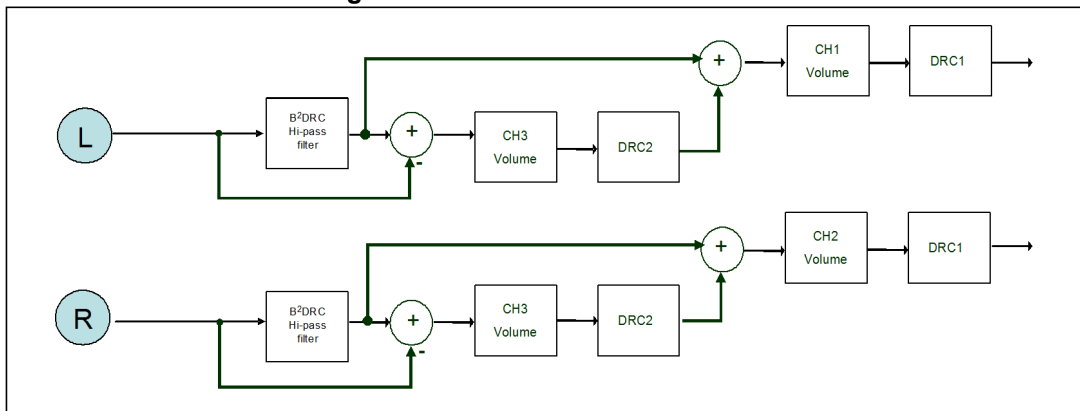 g
+
CH1
Volume
DRC1
L
B²DRC
Hi-pass
filter
+
-
CH3
Volume
DRC2
+
CH2
Volume
DRC1
R
B²DRC
Hi-pass
filter
+
-
CH3
Volume
DRC2